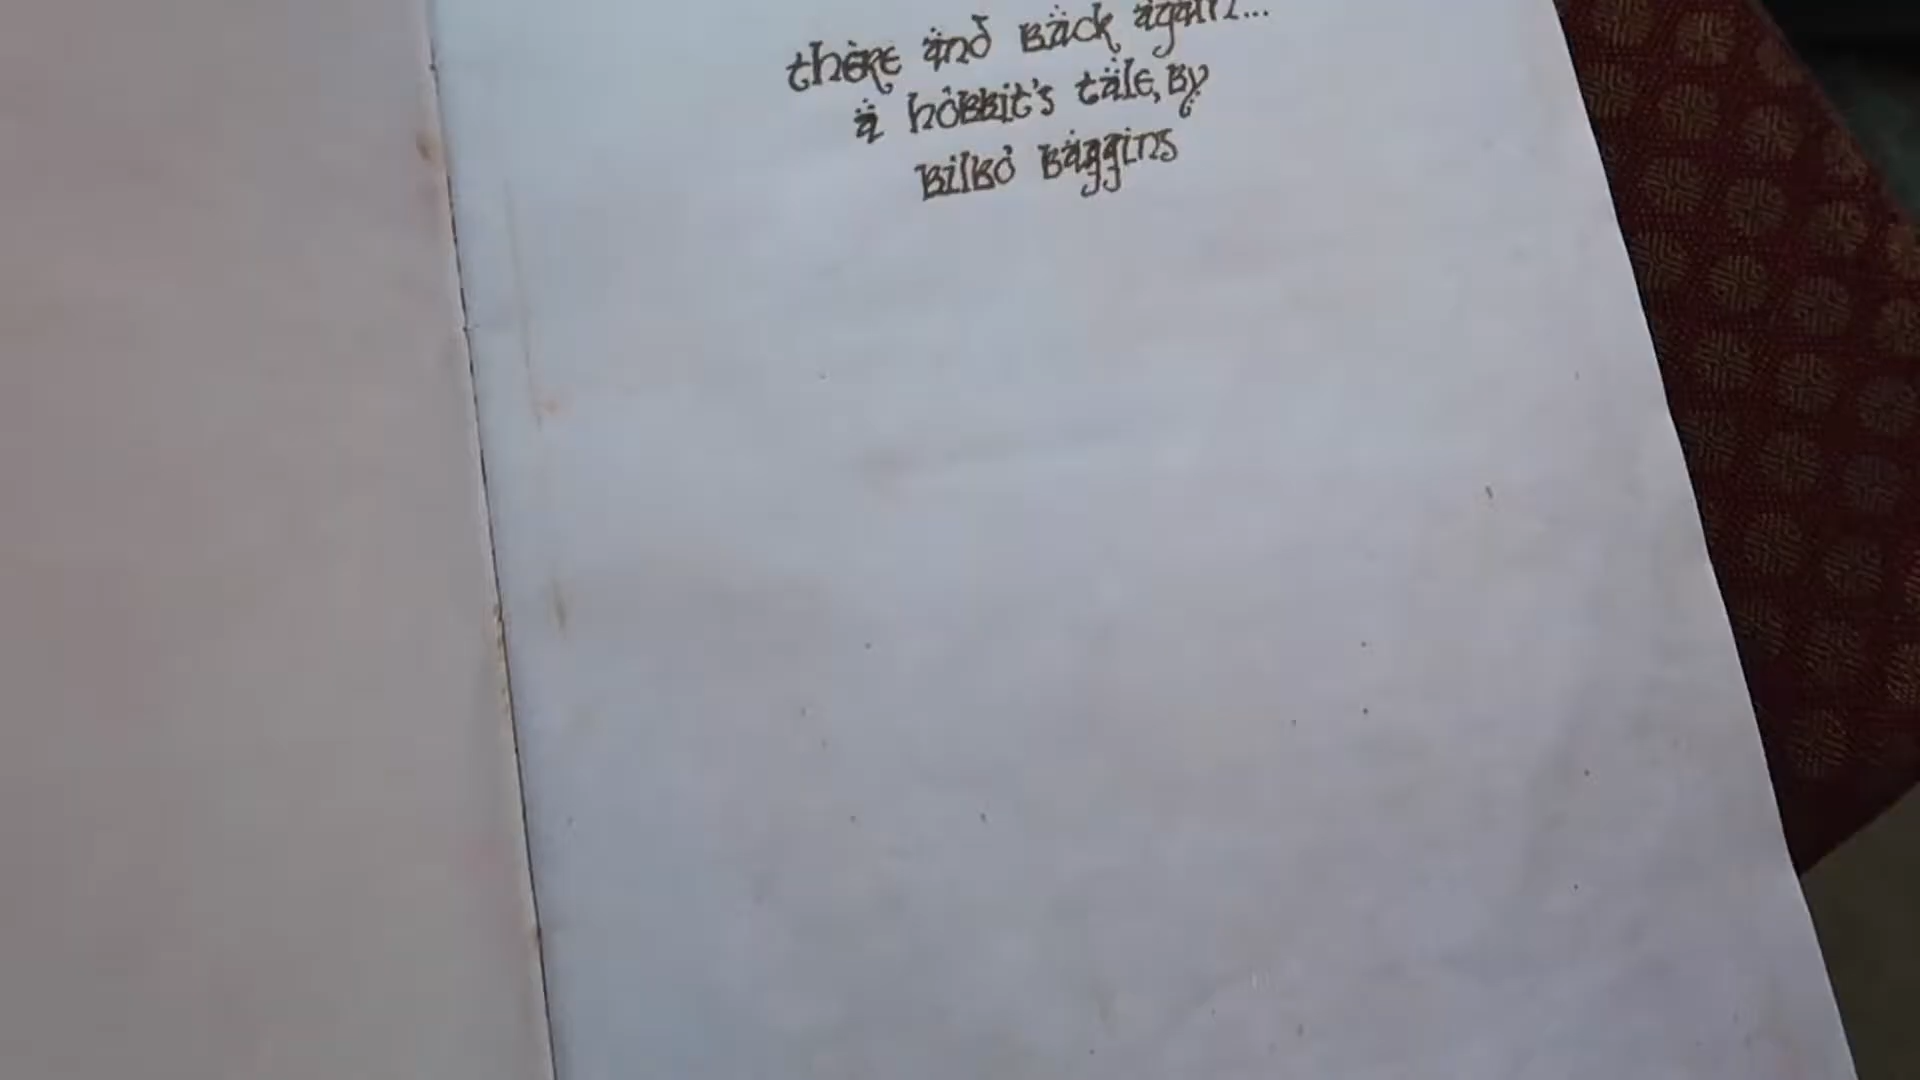 there and back again...
a hobbit's tale, by
bilbo baggins